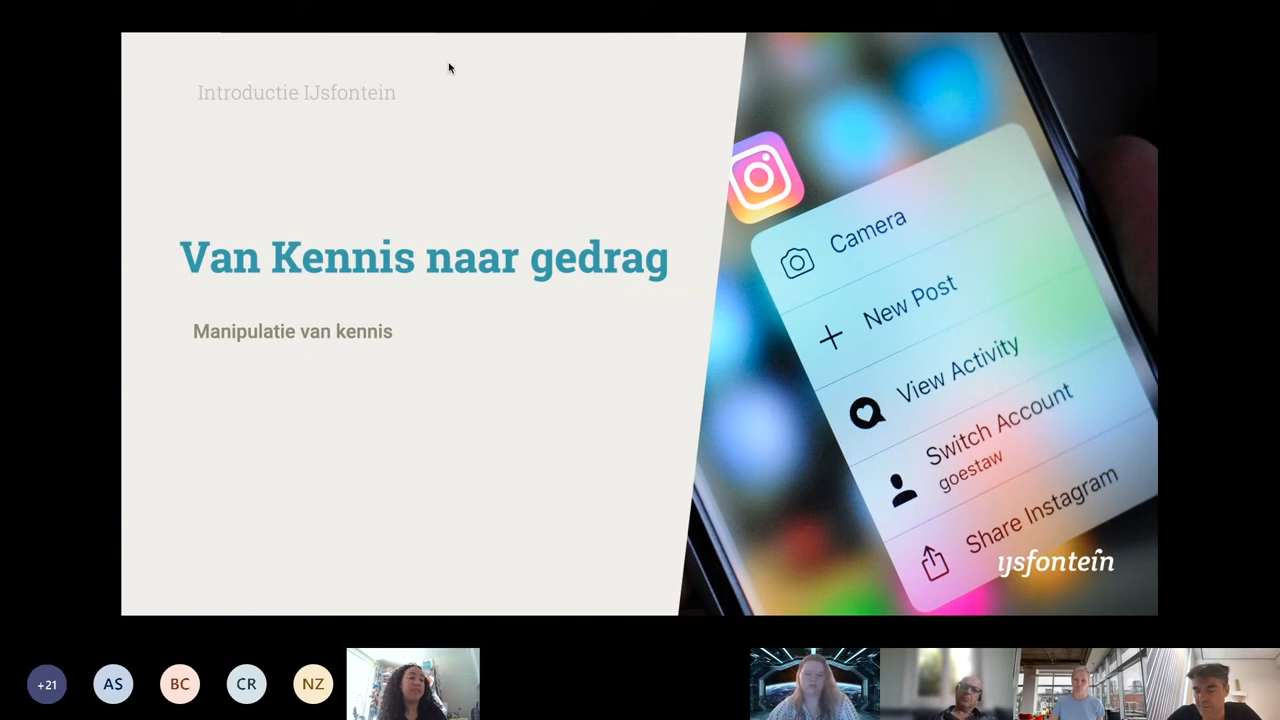 Introductie IJsfontein
Van Kennis naar gedrag
Manipulatie van kennis
Camera
New Post
View Activity
Switch Account
goestaw
Share Instagram
ijsfontein
+21
AS
BC
CR
NZ